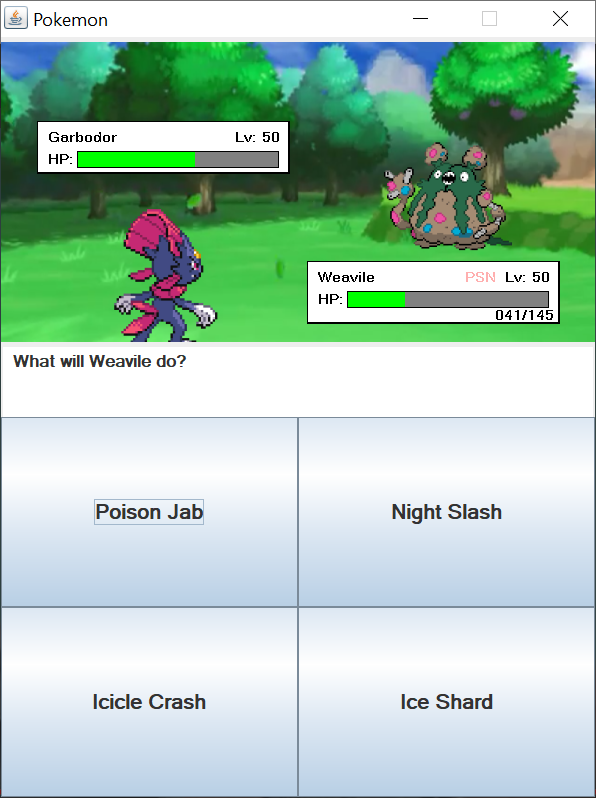 Pokemon
Garbodor Lv: 50
HP:
Weavile PSN Lv: 50
HP:
041/145
What will Weavile do?
Poison Jab
Night Slash
Icicle Crash
Ice Shard